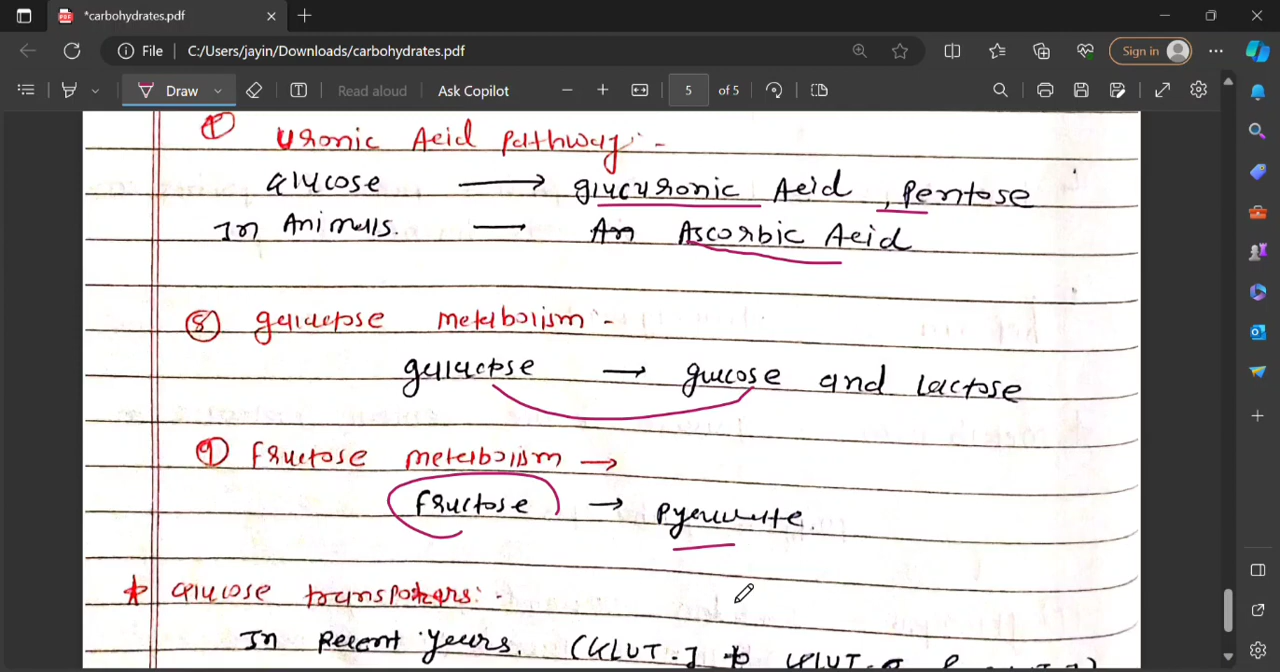 *carbohydrates.pdf
File C:/Users/jayin/Downloads/carbohydrates.pdf Sign in
Draw Read aloud Ask Copilot 5 of 5
Uronic Acid Pathway :-
Glucose → glucuronic Acid , Pentose
In Animals. → An Ascorbic Acid
⑧ galactose metabolism :-
galactose → glucose and Lactose
⑨ Fructose metabolism →
Fructose → Pyruvate.
* Glucose transporters :-
In Recent Years. (GLUT-1 to GLUT-